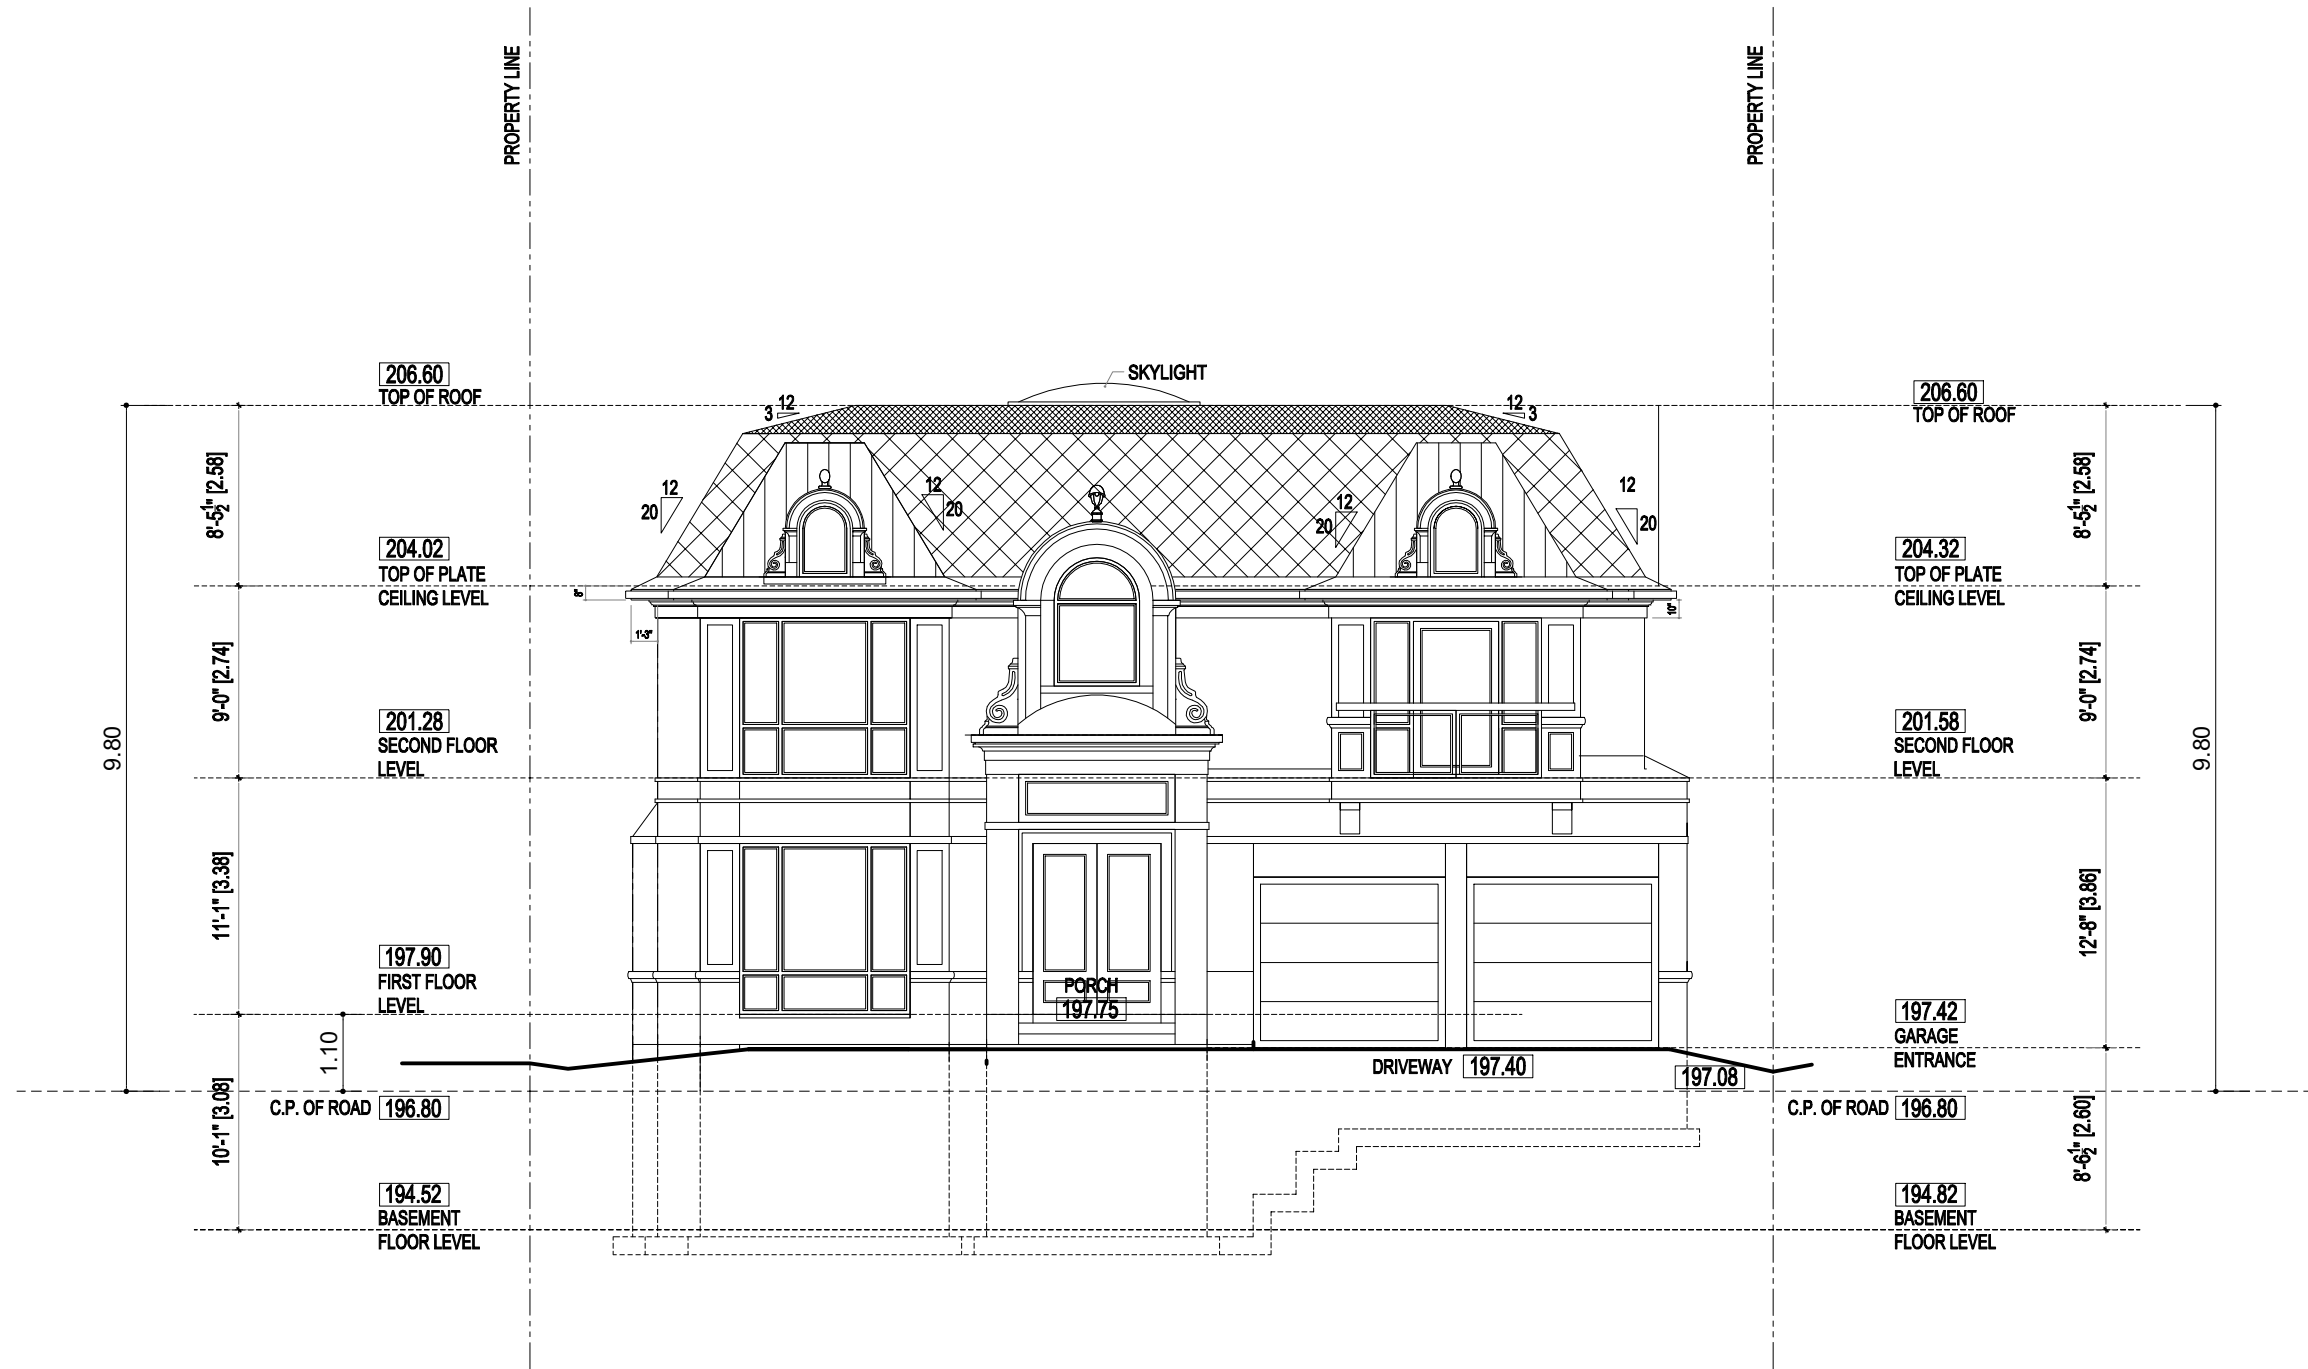 PROPERTY LINE
PROPERTY LINE
SKYLIGHT
206.60
TOP OF ROOF
206.60
TOP OF ROOF
12
3
12
3
12
20
12
20
12
20
12
20
8'-5 1/2" [2.58]
8'-5 1/2" [2.58]
204.02
TOP OF PLATE
CEILING LEVEL
204.32
TOP OF PLATE
CEILING LEVEL
8"
10"
1'-3"
9'-0" [2.74]
9'-0" [2.74]
201.28
SECOND FLOOR
LEVEL
201.58
SECOND FLOOR
LEVEL
9.80
9.80
11'-1" [3.38]
12'-8" [3.86]
197.90
FIRST FLOOR
LEVEL
PORCH
197.75
197.42
GARAGE
ENTRANCE
1.10
DRIVEWAY 197.40
197.08
C.P. OF ROAD 196.80
C.P. OF ROAD 196.80
10'-1" [3.08]
8'-6 1/2" [2.60]
194.52
BASEMENT
FLOOR LEVEL
194.82
BASEMENT
FLOOR LEVEL